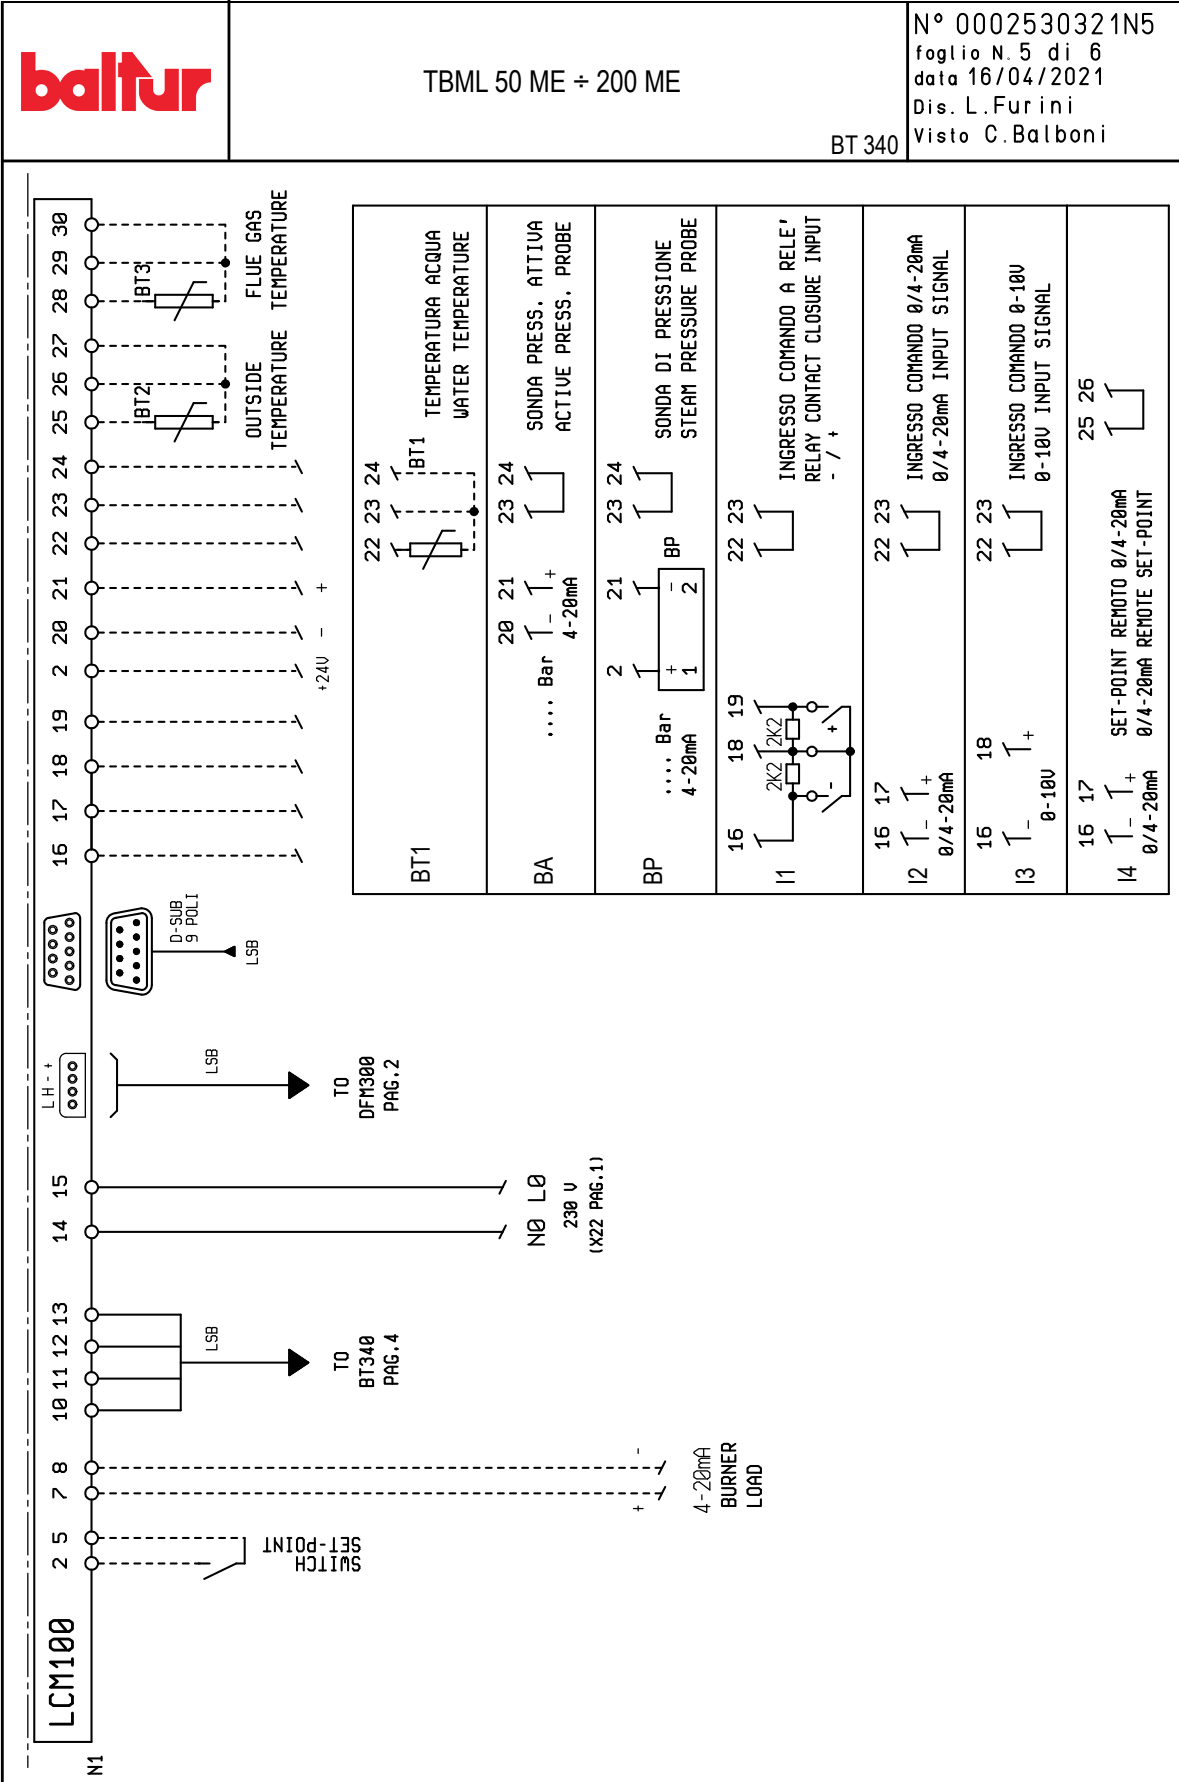 baltur
TBML 50 ME ÷ 200 ME
BT 340
N° 0002530321N5
foglio N. 5 di 6
data 16/04/2021
Dis. L.Furini
Visto C.Balboni
LCM100
N1
2 5 7 8 10 11 12 13 14 15
L H - +
16 17 18 19 2 20 21 22 23 24 25 26 27 28 29 30
SWITCH
SET-POINT
+ -
4-20mA
BURNER
LOAD
LSB
TO
BT340
PAG.4
N0 L0
230 V
(X22 PAG.1)
LSB
TO
DFM300
PAG.2
D-SUB
9 POLI
LSB
+24V - +
BT2
OUTSIDE
TEMPERATURE
BT3
FLUE GAS
TEMPERATURE
BT1
22 23 24
BT1
TEMPERATURA ACQUA
WATER TEMPERATURE
BA
.... Bar
20 21
- +
4-20mA
23 24
SONDA PRESS. ATTIVA
ACTIVE PRESS. PROBE
BP
.... Bar
4-20mA
2 21
+ -
1 2
BP
23 24
SONDA DI PRESSIONE
STEAM PRESSURE PROBE
I1
16 18 19
2K2 2K2
- +
22 23
INGRESSO COMANDO A RELE'
RELAY CONTACT CLOSURE INPUT
- / +
I2
16 17
- +
0/4-20mA
22 23
INGRESSO COMANDO 0/4-20mA
0/4-20mA INPUT SIGNAL
I3
16 18
- +
0-10V
22 23
INGRESSO COMANDO 0-10V
0-10V INPUT SIGNAL
I4
16 17
- +
0/4-20mA
SET-POINT REMOTO 0/4-20mA
0/4-20mA REMOTE SET-POINT
25 26